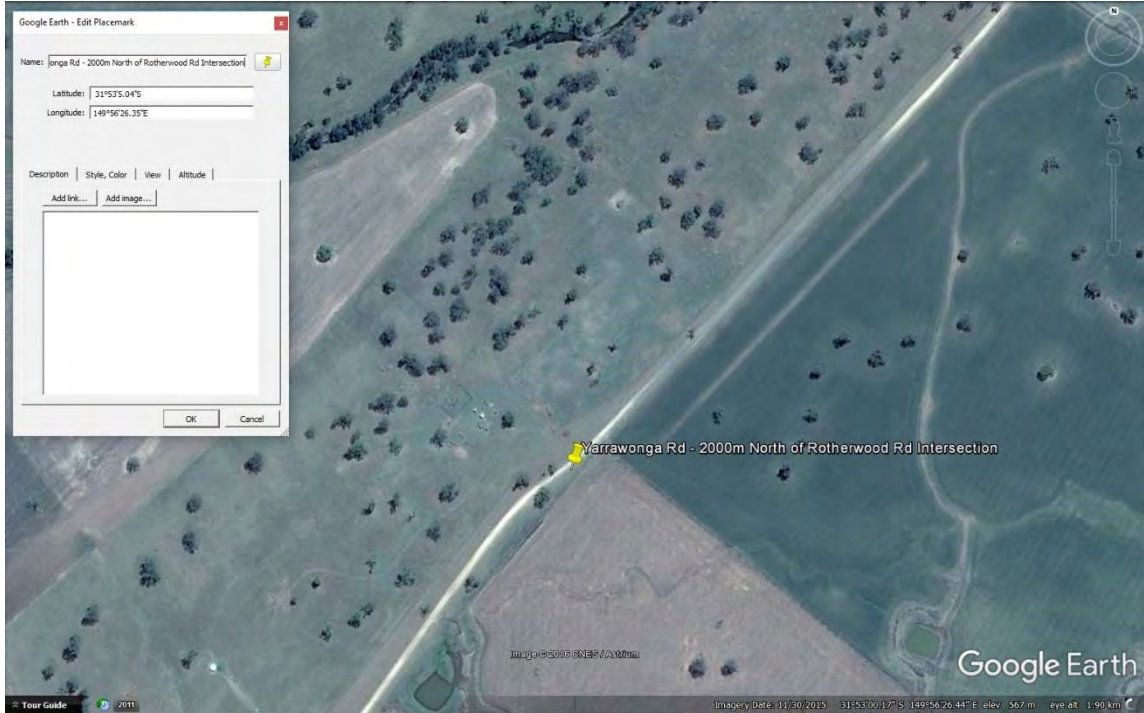 Google Earth - Edit Placemark
x
Name: onga Rd - 2000m North of Rotherwood Rd Intersection
Latitude: 31°53'5.04"S
Longitude: 149°56'26.35"E
Description Style, Color View Altitude
Add link... Add image...
OK Cancel
N
Yarrawonga Rd - 2000m North of Rotherwood Rd Intersection
Image © 2016 CNES / Astrium
Google Earth
Tour Guide 2011 Imagery Date: 11/30/2015 31°53'00.17" S 149°56'26.44" E elev 567 m eye alt 1.90 km